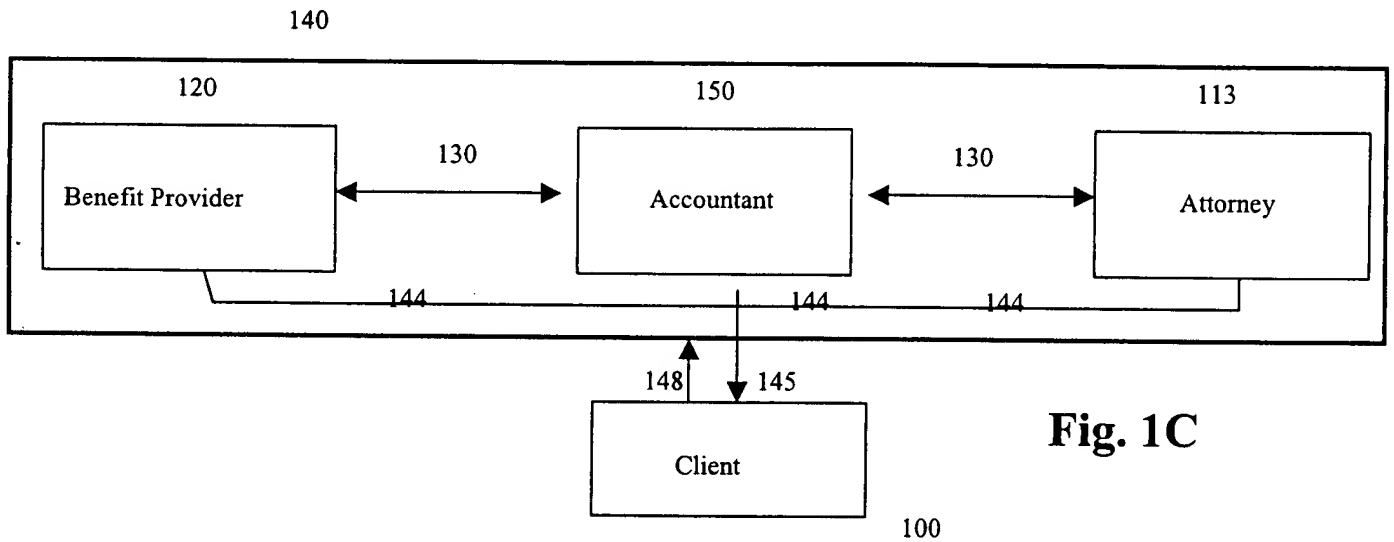 140
120 150 113
130 130
Benefit Provider Accountant Attorney
144 144 144
148 145
Client
Fig. 1C
100